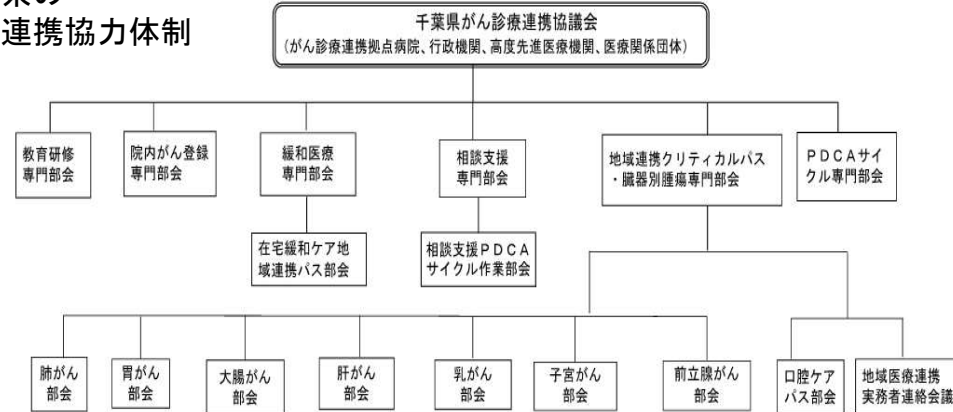 連携協力体制
千葉県がん診療連携協議会
（がん診療連携拠点病院、行政機関、高度先進医療機関、医療関係団体）
教育研修
専門部会
院内がん登録
専門部会
緩和医療
専門部会
相談支援
専門部会
地域連携クリティカルパス
・臓器別腫瘍専門部会
ＰＤＣＡサイ
クル専門部会
在宅緩和ケア地
域連携パス部会
相談支援ＰＤＣＡ
サイクル作業部会
肺がん
部会
胃がん
部会
大腸がん
部会
肝がん
部会
乳がん
部会
子宮がん
部会
前立腺がん
部会
口腔ケア
パス部会
地域医療連携
実務者連絡会議